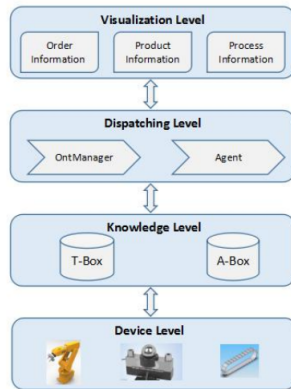 Visualization Level
Order
Information
Product
Information
Process
Information
Dispatching Level
OntManager
Agent
Knowledge Level
T-Box
A-Box
Device Level